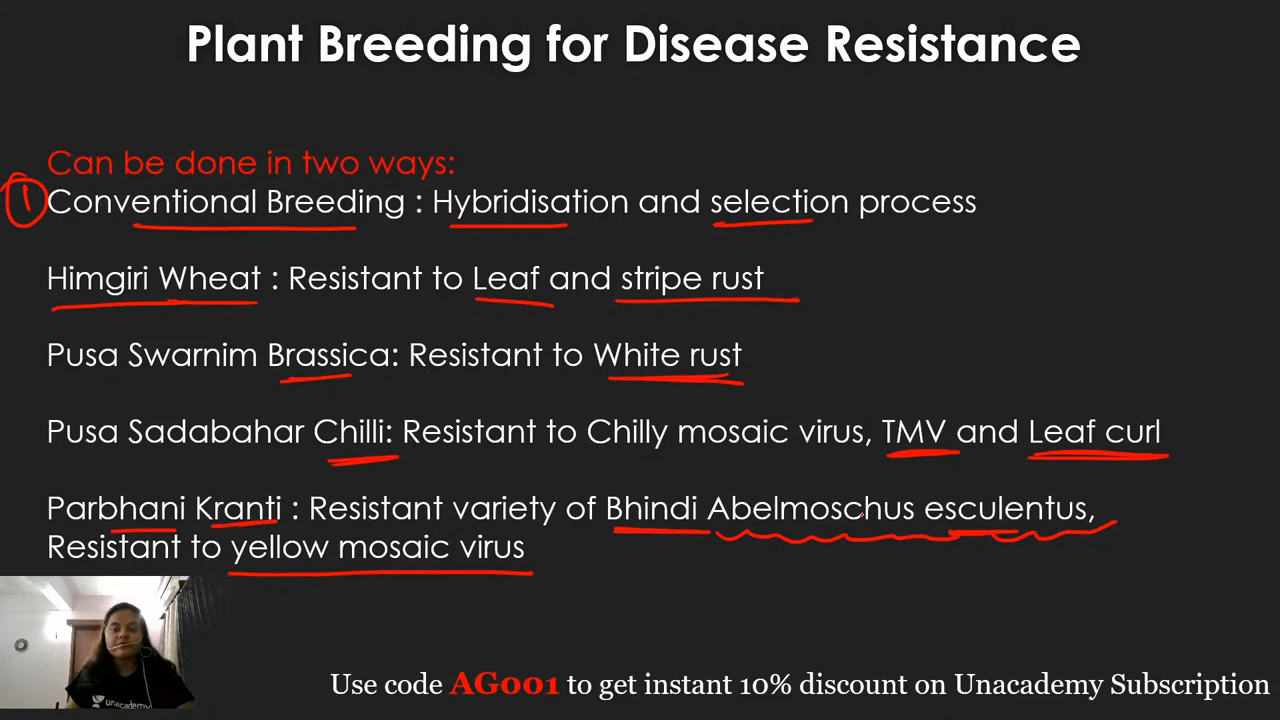 Plant Breeding for Disease Resistance
Can be done in two ways:
1 Conventional Breeding : Hybridisation and selection process
Himgiri Wheat : Resistant to Leaf and stripe rust
Pusa Swarnim Brassica: Resistant to White rust
Pusa Sadabahar Chilli: Resistant to Chilly mosaic virus, TMV and Leaf curl
Parbhani Kranti : Resistant variety of Bhindi Abelmoschus esculentus,
Resistant to yellow mosaic virus
unacademy
Use code AG001 to get instant 10% discount on Unacademy Subscription